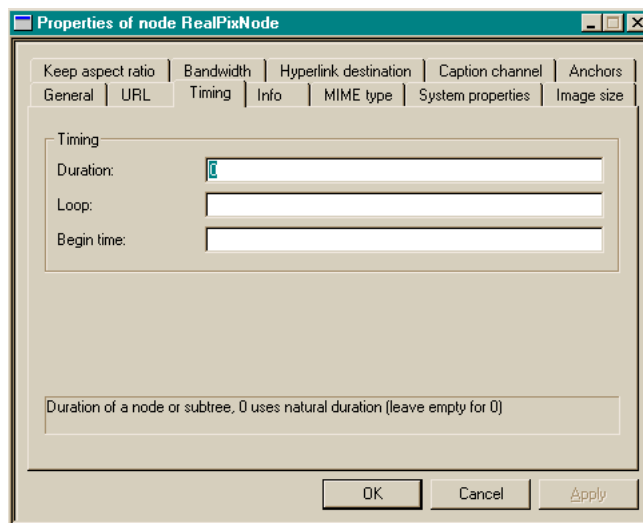 Properties of node RealPixNode
Keep aspect ratio Bandwidth Hyperlink destination Caption channel Anchors
General URL Timing Info MIME type System properties Image size
Timing
Duration: 0
Loop:
Begin time:
Duration of a node or subtree, 0 uses natural duration (leave empty for 0)
OK Cancel Apply